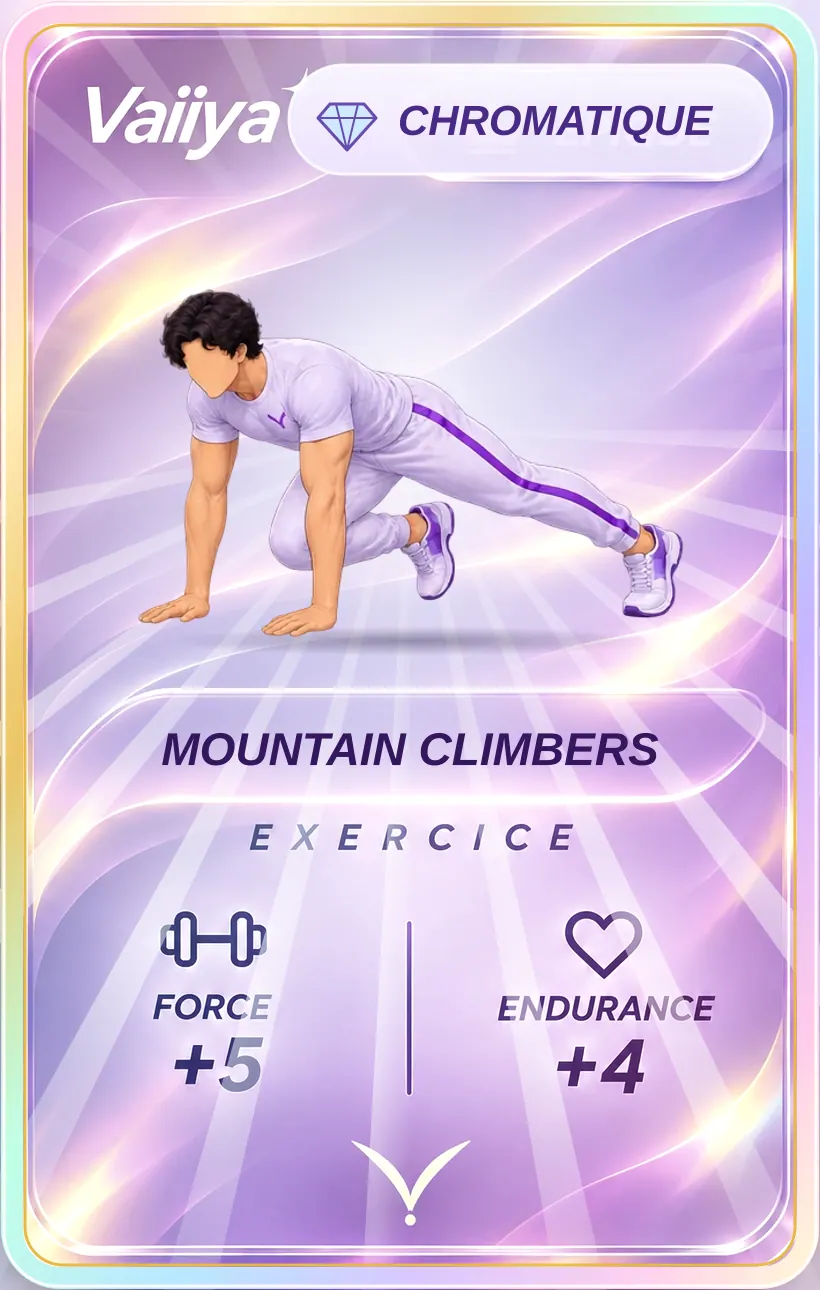 Vaiiya
CHROMATIQUE
MOUNTAIN CLIMBERS
EXERCICE
FORCE
+5
ENDURANCE
+4